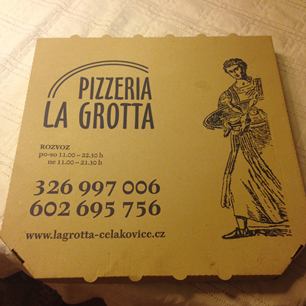 PIZZERIA
LA GROTTA
ROZVOZ
po-so 11.00 - 22.30 h
ne 11.00 - 21.30 h
326 997 006
602 695 756
www.lagrotta-celakovice.cz